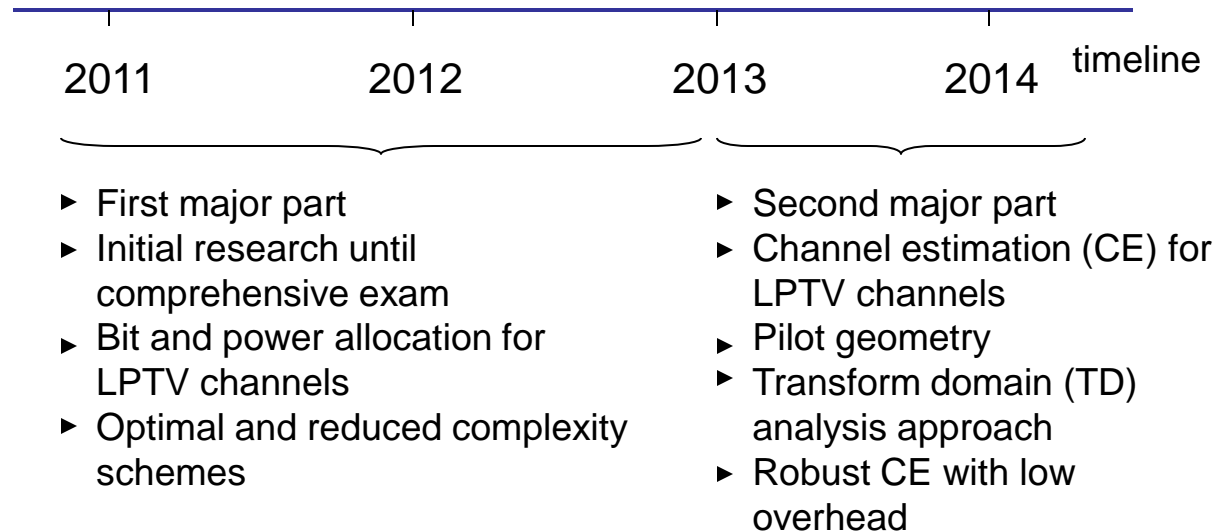 2011 2012 2013 2014 timeline
► First major part
► Initial research until
comprehensive exam
► Bit and power allocation for
LPTV channels
► Optimal and reduced complexity
schemes
► Second major part
► Channel estimation (CE) for
LPTV channels
► Pilot geometry
► Transform domain (TD)
analysis approach
► Robust CE with low
overhead